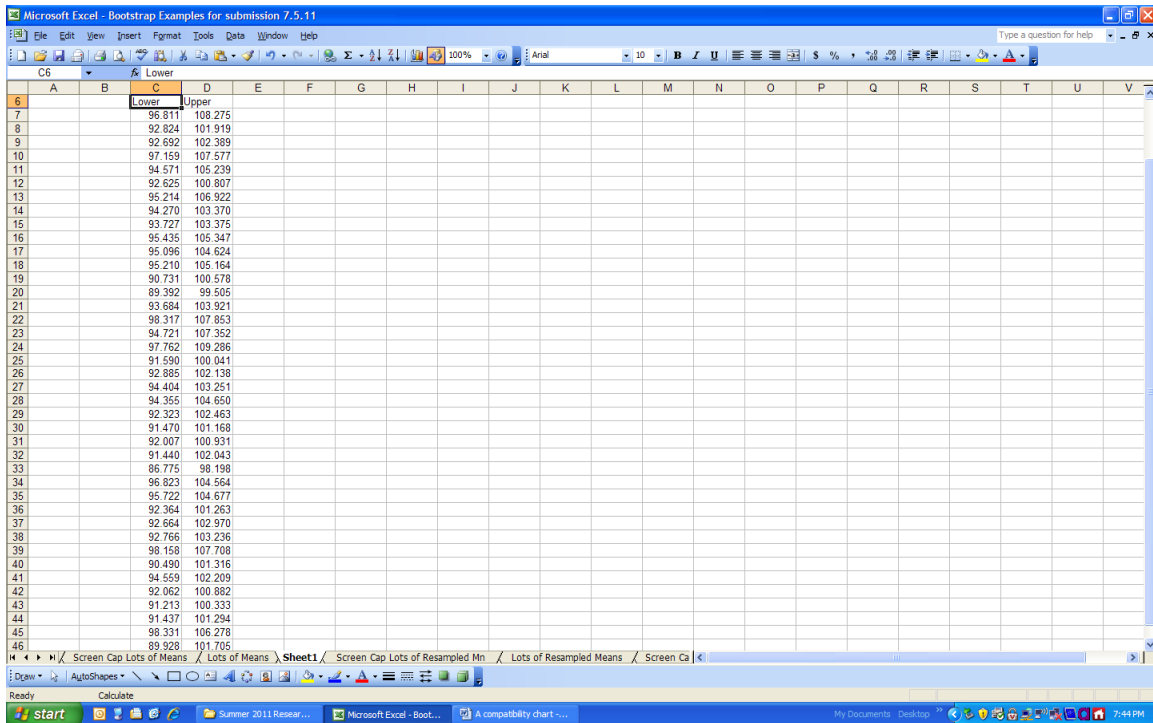 Microsoft Excel - Bootstrap Examples for submission 7.5.11
File Edit View Insert Format Tools Data Window Help Type a question for help
100% Arial 10 B I U $ % ,
C6 fx Lower
A B C D E F G H I J K L M N O P Q R S T U V
6 Lower Upper
7 96.811 108.275
8 92.824 101.919
9 92.692 102.389
10 97.159 107.577
11 94.571 105.239
12 92.625 100.807
13 95.214 106.922
14 94.270 103.370
15 93.727 103.375
16 95.435 105.347
17 95.096 104.624
18 95.210 105.164
19 90.731 100.578
20 89.392 99.505
21 93.684 103.921
22 98.317 107.853
23 94.721 107.352
24 97.762 109.286
25 91.590 100.041
26 92.885 102.138
27 94.404 103.251
28 94.355 104.650
29 92.323 102.463
30 91.470 101.168
31 92.007 100.931
32 91.440 102.043
33 86.775 98.198
34 96.823 104.564
35 95.722 104.677
36 92.364 101.263
37 92.664 102.970
38 92.766 103.236
39 98.158 107.708
40 90.490 101.316
41 94.559 102.209
42 92.062 100.882
43 91.213 100.333
44 91.437 101.294
45 98.331 106.278
46 89.928 101.705
Screen Cap Lots of Means Lots of Means Sheet1 Screen Cap Lots of Resampled Mn Lots of Resampled Means Screen Ca
Draw AutoShapes
Ready Calculate
start Summer 2011 Resear... Microsoft Excel - Boot... A compatibility chart -... My Documents Desktop 7:44 PM